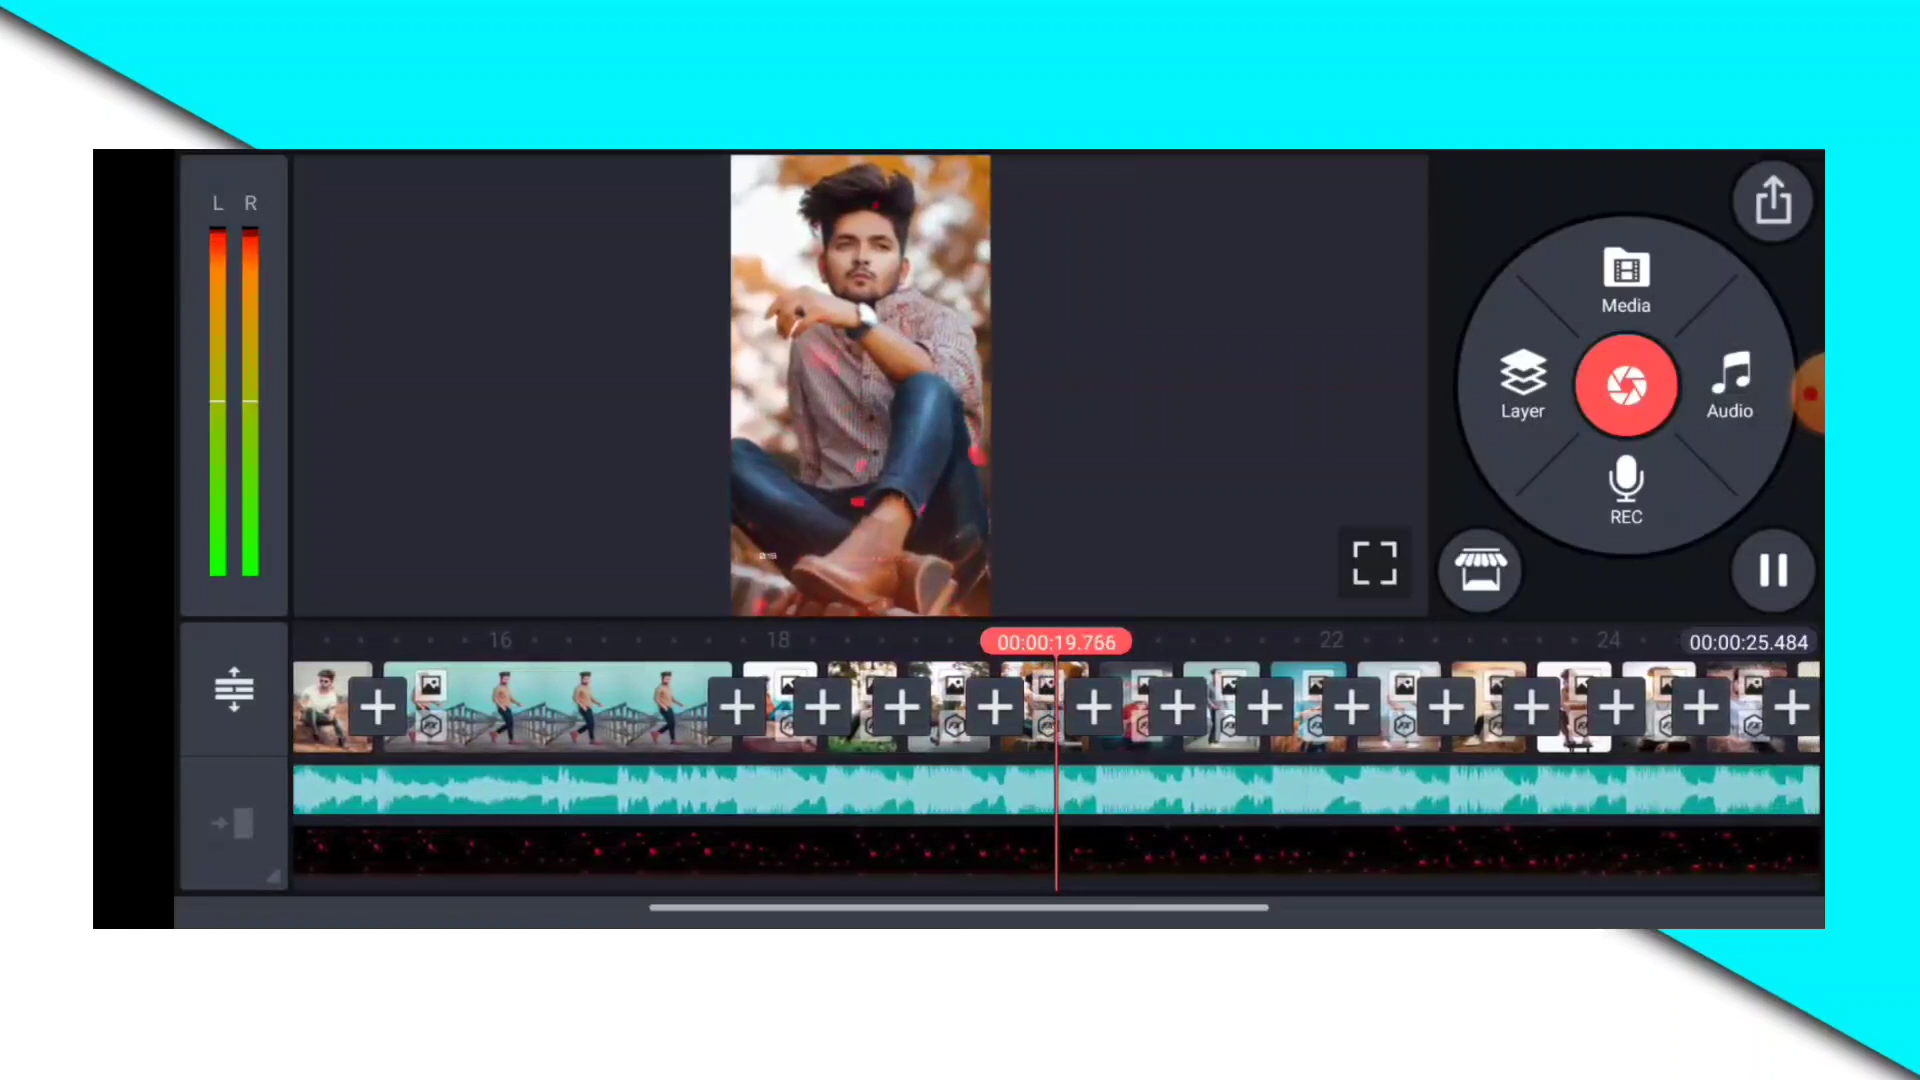 L R
Media
Layer
Audio
REC
16
18
00:00:19.766
22
24
00:00:25.484